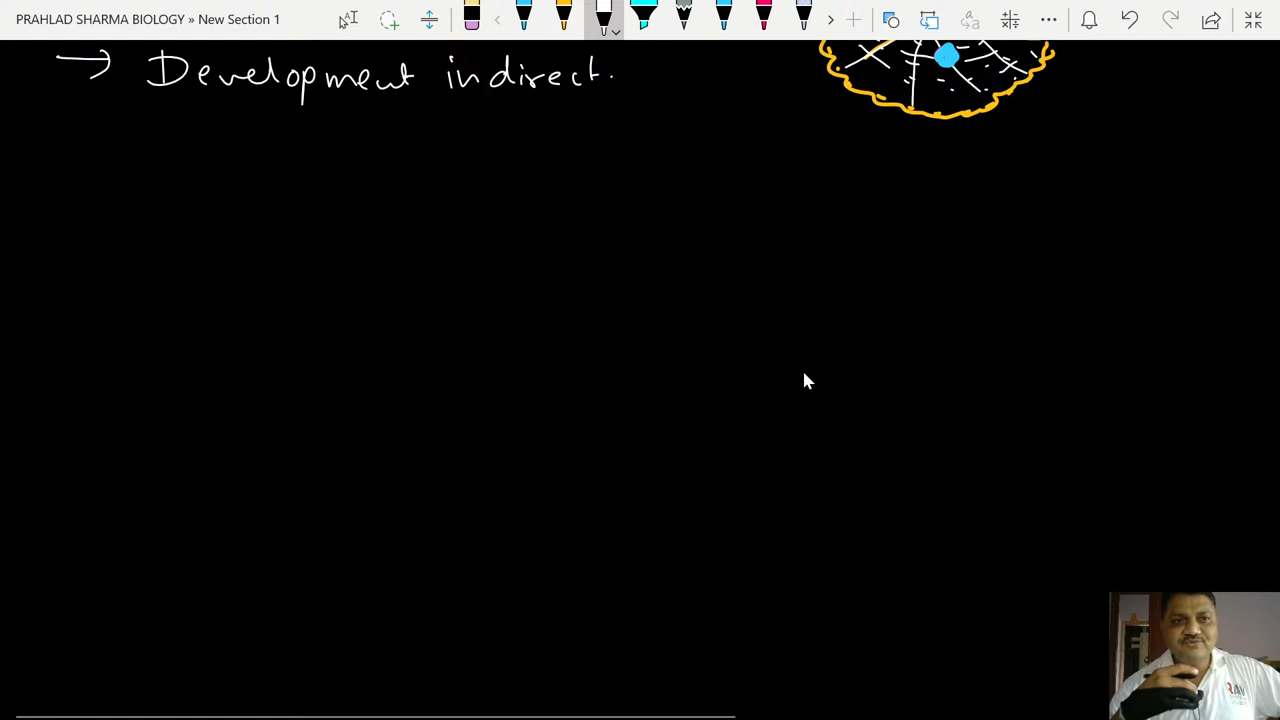 PRAHLAD SHARMA BIOLOGY » New Section 1
→ Development indirect.